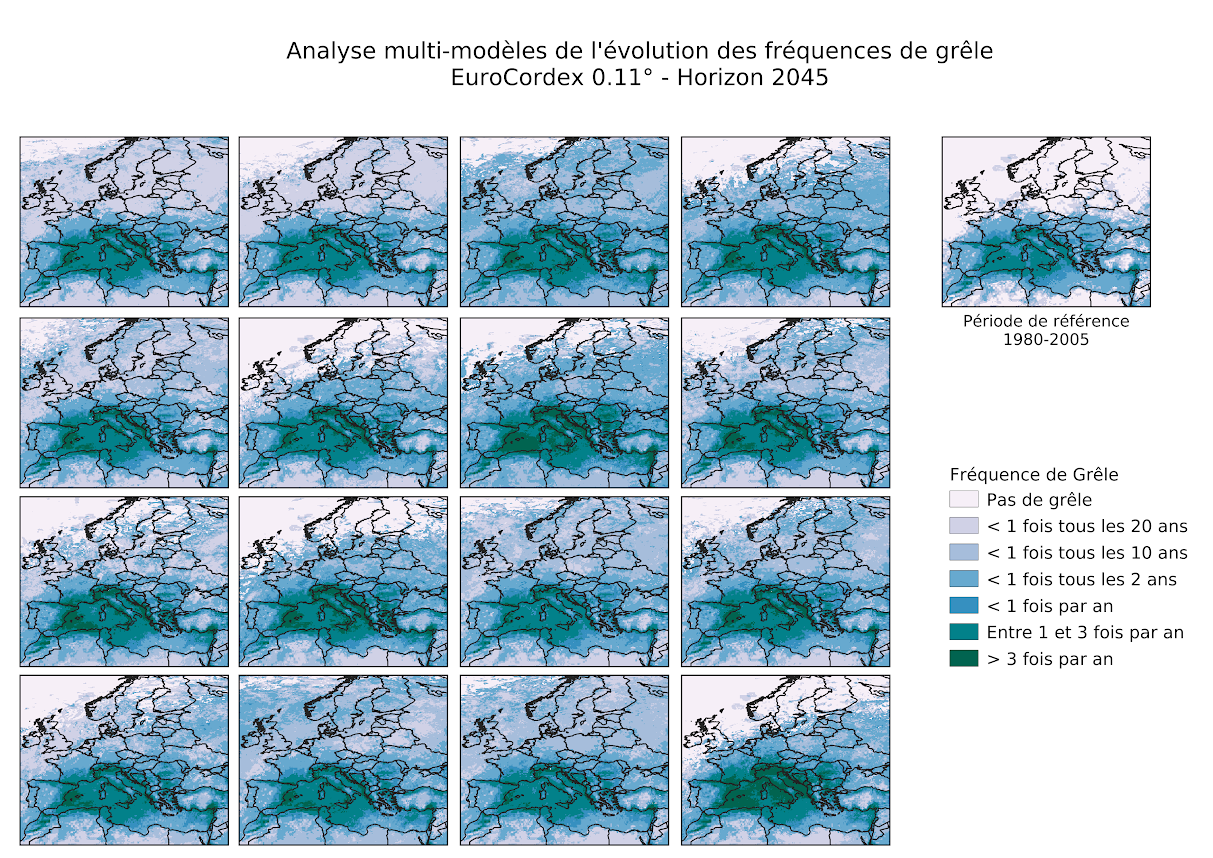 Analyse multi-modèles de l'évolution des fréquences de grêle
EuroCordex 0.11° - Horizon 2045
Période de référence
1980-2005
Fréquence de Grêle
Pas de grêle
< 1 fois tous les 20 ans
< 1 fois tous les 10 ans
< 1 fois tous les 2 ans
< 1 fois par an
Entre 1 et 3 fois par an
> 3 fois par an